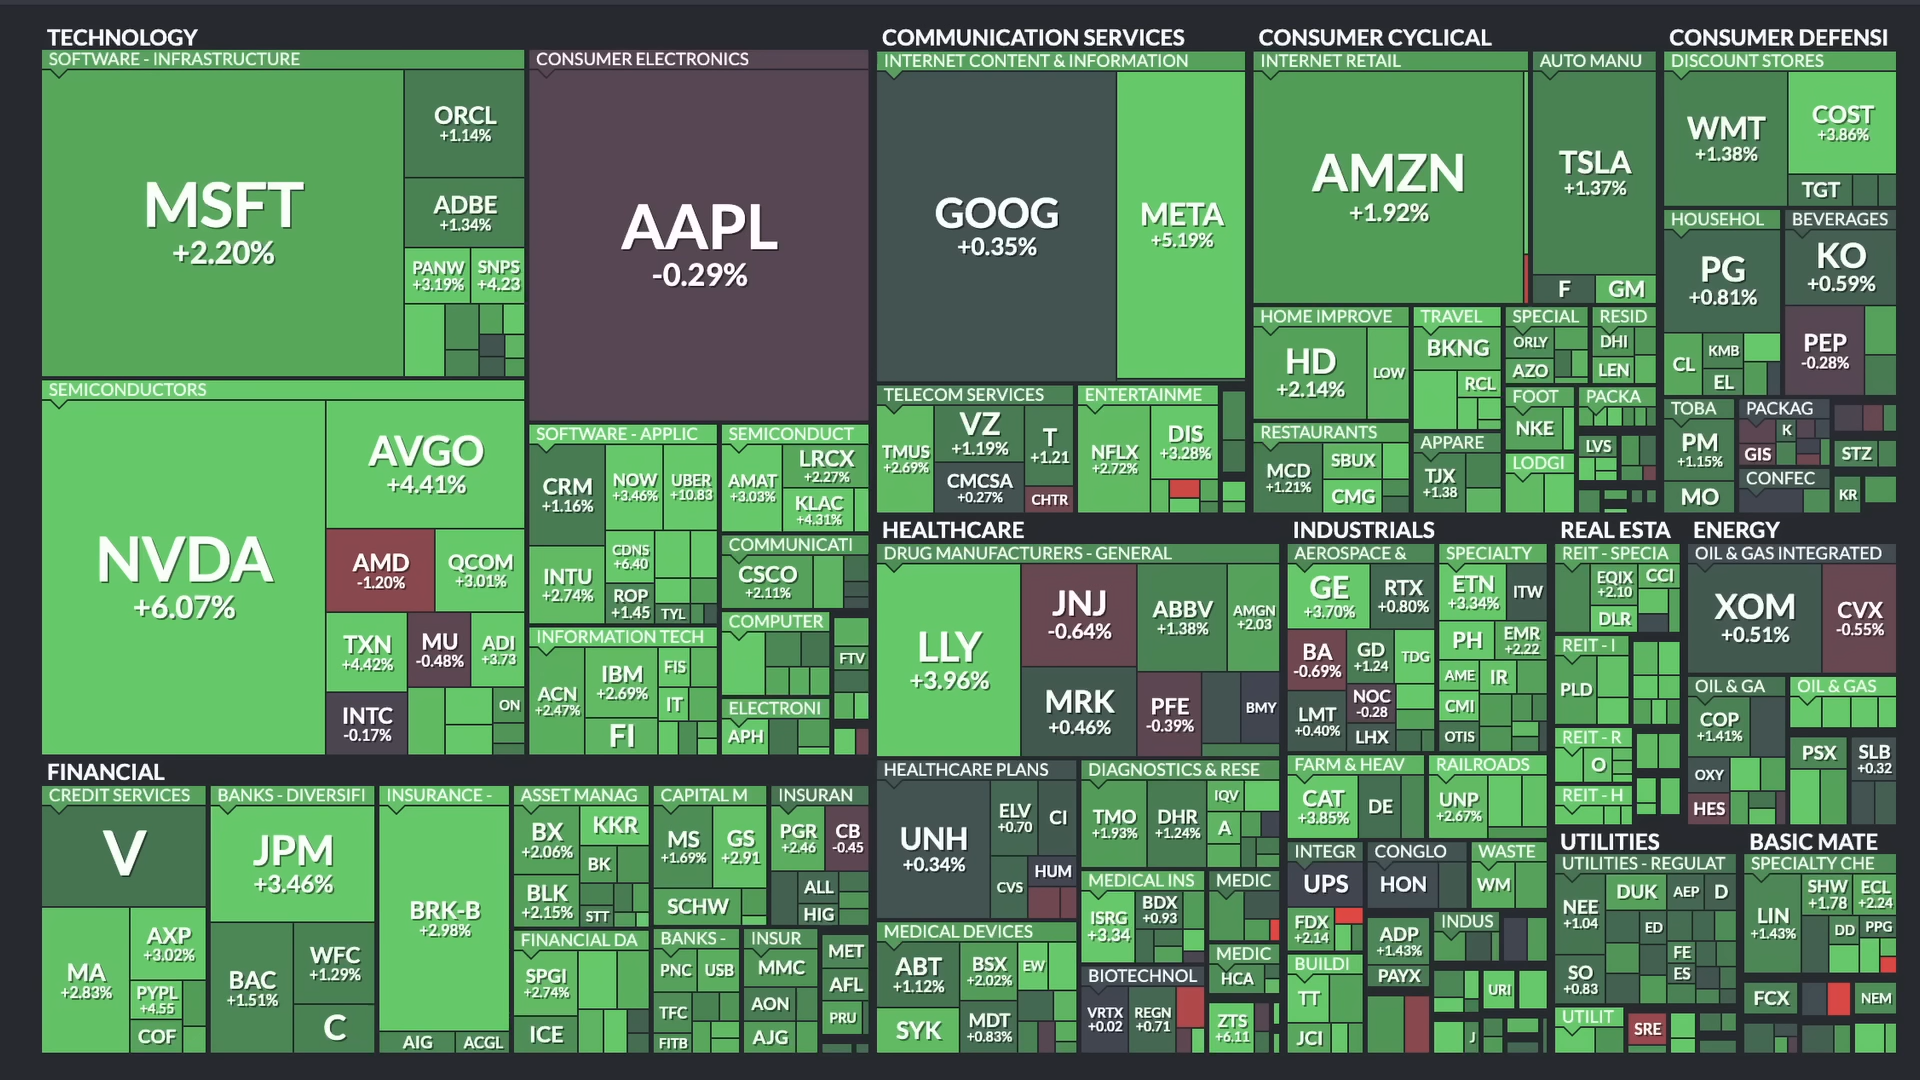 TECHNOLOGY
SOFTWARE - INFRASTRUCTURE
MSFT
+2.20%
ORCL
+1.14%
ADBE
+1.34%
PANW
+3.19%
SNPS
+4.23
CONSUMER ELECTRONICS
AAPL
-0.29%
SEMICONDUCTORS
NVDA
+6.07%
AVGO
+4.41%
AMD
-1.20%
QCOM
+3.01%
TXN
+4.42%
MU
-0.48%
ADI
+3.73
INTC
-0.17%
ON
SOFTWARE - APPLIC
CRM
+1.16%
NOW
+3.46%
UBER
+10.83
INTU
+2.74%
CDNS
+6.40
ROP
+1.45
TYL
SEMICONDUCT
AMAT
+3.03%
LRCX
+2.27%
KLAC
+4.31%
COMMUNICATI
CSCO
+2.11%
INFORMATION TECH
ACN
+2.47%
IBM
+2.69%
FIS
IT
FI
COMPUTER
FTV
ELECTRONI
APH
COMMUNICATION SERVICES
INTERNET CONTENT & INFORMATION
GOOG
+0.35%
META
+5.19%
TELECOM SERVICES
TMUS
+2.69%
VZ
+1.19%
T
+1.21
CMCSA
+0.27%
CHTR
ENTERTAINME
NFLX
+2.72%
DIS
+3.28%
CONSUMER CYCLICAL
INTERNET RETAIL
AMZN
+1.92%
AUTO MANU
TSLA
+1.37%
F
GM
HOME IMPROVE
HD
+2.14%
LOW
TRAVEL
BKNG
RCL
SPECIAL
ORLY
AZO
RESID
DHI
LEN
RESTAURANTS
MCD
+1.21%
SBUX
CMG
APPARE
TJX
+1.38
FOOT
NKE
PACKA
LVS
LODGI
CONSUMER DEFENSI
DISCOUNT STORES
WMT
+1.38%
COST
+3.86%
TGT
HOUSEHOL
PG
+0.81%
CL
KMB
EL
BEVERAGES
KO
+0.59%
PEP
-0.28%
TOBA
PM
+1.15%
MO
PACKAG
K
GIS
CONFEC
STZ
KR
HEALTHCARE
DRUG MANUFACTURERS - GENERAL
LLY
+3.96%
JNJ
-0.64%
ABBV
+1.38%
AMGN
+2.03
MRK
+0.46%
PFE
-0.39%
BMY
HEALTHCARE PLANS
UNH
+0.34%
ELV
+0.70
CI
CVS
HUM
DIAGNOSTICS & RESE
TMO
+1.93%
DHR
+1.24%
IQV
A
MEDICAL INS
ISRG
+3.34
BDX
+0.93
MEDIC
MEDIC
HCA
MEDICAL DEVICES
ABT
+1.12%
BSX
+2.02%
EW
SYK
MDT
+0.83%
BIOTECHNOL
VRTX
+0.02
REGN
+0.71
ZTS
+6.11
INDUSTRIALS
AEROSPACE &
GE
+3.70%
RTX
+0.80%
BA
-0.69%
GD
+1.24
TDG
NOC
-0.28
LMT
+0.40%
LHX
SPECIALTY
ETN
+3.34%
ITW
PH
EMR
+2.22
AME
IR
CMI
OTIS
FARM & HEAV
CAT
+3.85%
DE
RAILROADS
UNP
+2.67%
INTEGR
UPS
FDX
+2.14
CONGLO
HON
WASTE
WM
ADP
+1.43%
PAYX
INDUS
URI
J
BUILDI
TT
JCI
REAL ESTA
REIT - SPECIA
EQIX
+2.10
CCI
DLR
REIT - I
PLD
REIT - R
O
REIT - H
ENERGY
OIL & GAS INTEGRATED
XOM
+0.51%
CVX
-0.55%
OIL & GA
COP
+1.41%
OXY
HES
OIL & GAS
PSX
SLB
+0.32
UTILITIES
UTILITIES - REGULAT
NEE
+1.04
DUK
AEP
D
ED
FE
ES
SO
+0.83
UTILIT
SRE
BASIC MATE
SPECIALTY CHE
LIN
+1.43%
SHW
+1.78
ECL
+2.24
DD
PPG
FCX
NEM
FINANCIAL
CREDIT SERVICES
V
MA
+2.83%
AXP
+3.02%
PYPL
+4.55
COF
BANKS - DIVERSIFI
JPM
+3.46%
BAC
+1.51%
WFC
+1.29%
C
INSURANCE -
BRK-B
+2.98%
AIG
ACGL
ASSET MANAG
BX
+2.06%
KKR
BK
BLK
+2.15%
STT
CAPITAL M
MS
+1.69%
GS
+2.91
SCHW
INSURAN
PGR
+2.46
CB
-0.45
ALL
HIG
FINANCIAL DA
SPGI
+2.74%
ICE
BANKS -
PNC
USB
TFC
FITB
INSUR
MMC
AON
AJG
MET
AFL
PRU